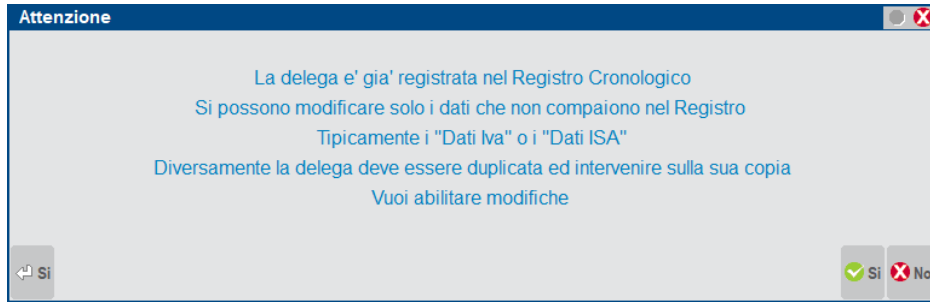 Attenzione
La delega e' gia' registrata nel Registro Cronologico
Si possono modificare solo i dati che non compaiono nel Registro
Tipicamente i "Dati Iva" o i "Dati ISA"
Diversamente la delega deve essere duplicata ed intervenire sulla sua copia
Vuoi abilitare modifiche
Si Si No